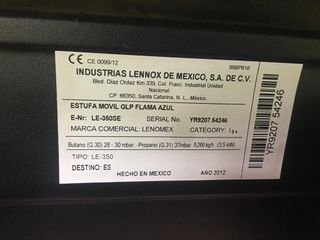 CE 0099/12 99BP816
INDUSTRIAS LENNOX DE MEXICO, S.A. DE C.V.
Blvd. Díaz Ordaz Km 339, Col. Fracc. Industrial Unidad
Nacional,
CP. 66350, Santa Catarina, N. L., México.
ESTUFA MOVIL GLP FLAMA AZUL
E-Nr: LE-350SE SERIAL No. YR9207 54246
MARCA COMERCIAL: LENOMEX CATEGORY: I3+
Butano (G.30) 28 - 30 mbar. -Propano (G.31) 37mbar 0,260 kg/h (3,5 kW)
TIPO: LE-350
DESTINO: ES
HECHO EN MEXICO AÑO 2012
YR9207 54246